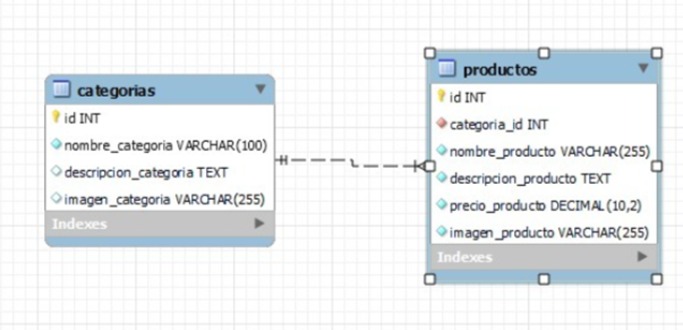 categorias
id INT
nombre_categoria VARCHAR(100)
descripcion_categoria TEXT
imagen_categoria VARCHAR(255)
Indexes
productos
id INT
categoria_id INT
nombre_producto VARCHAR(255)
descripcion_producto TEXT
precio_producto DECIMAL(10,2)
imagen_producto VARCHAR(255)
Indexes